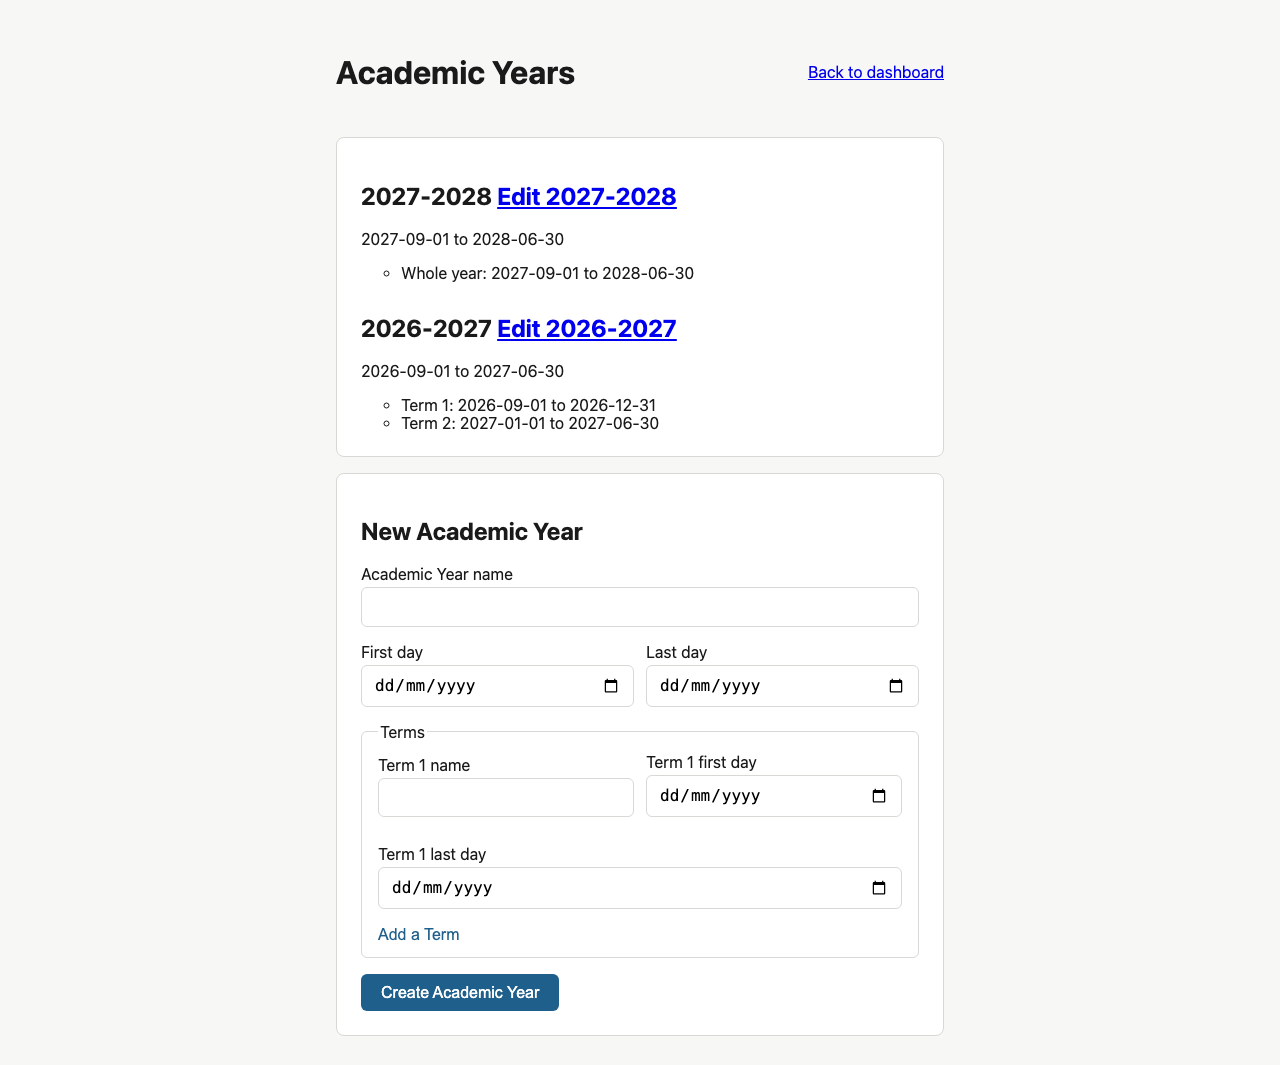 Academic Years
Back to dashboard
2027-2028 Edit 2027-2028
2027-09-01 to 2028-06-30
Whole year: 2027-09-01 to 2028-06-30
2026-2027 Edit 2026-2027
2026-09-01 to 2027-06-30
Term 1: 2026-09-01 to 2026-12-31
Term 2: 2027-01-01 to 2027-06-30
New Academic Year
Academic Year name
First day
Last day
dd/mm/yyyy
dd/mm/yyyy
Terms
Term 1 name
Term 1 first day
dd/mm/yyyy
Term 1 last day
dd/mm/yyyy
Add a Term
Create Academic Year